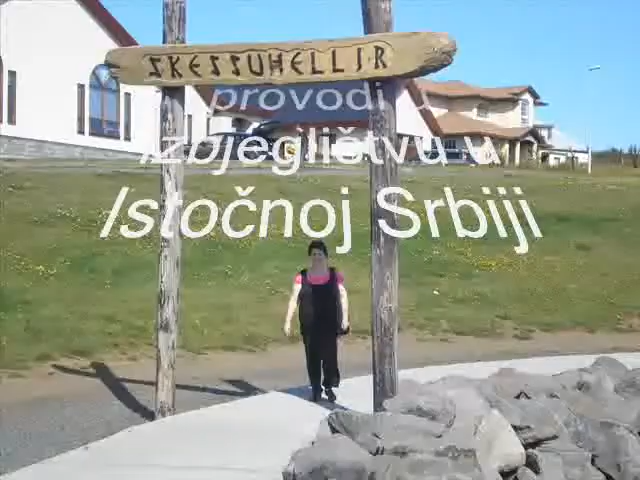 SKESSUHELLIR
provodi u
izbjeglištvu u
Istočnoj Srbiji